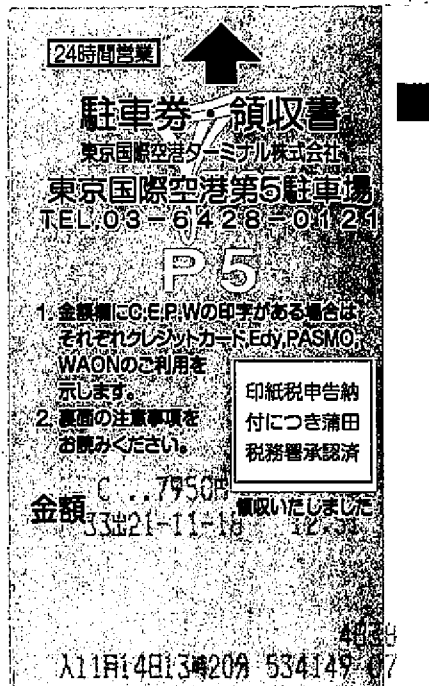 24時間営業
駐車券・領収書
東京国際空港ターミナル株式会社
東京国際空港第5駐車場
TEL.03-6428-0121
P5
1. 金額欄にC.E.P.Wの印字がある場合は
それぞれクレジットカード,Edy,PASMO,
WAONのご利用を
示します。
2. 裏面の注意事項を
お読みください。
印紙税申告納
付につき蒲田
税務署承認済
金額 C ..7950円
領収いたしました
33出21-11-16
入11月14日13時20分 534149 07